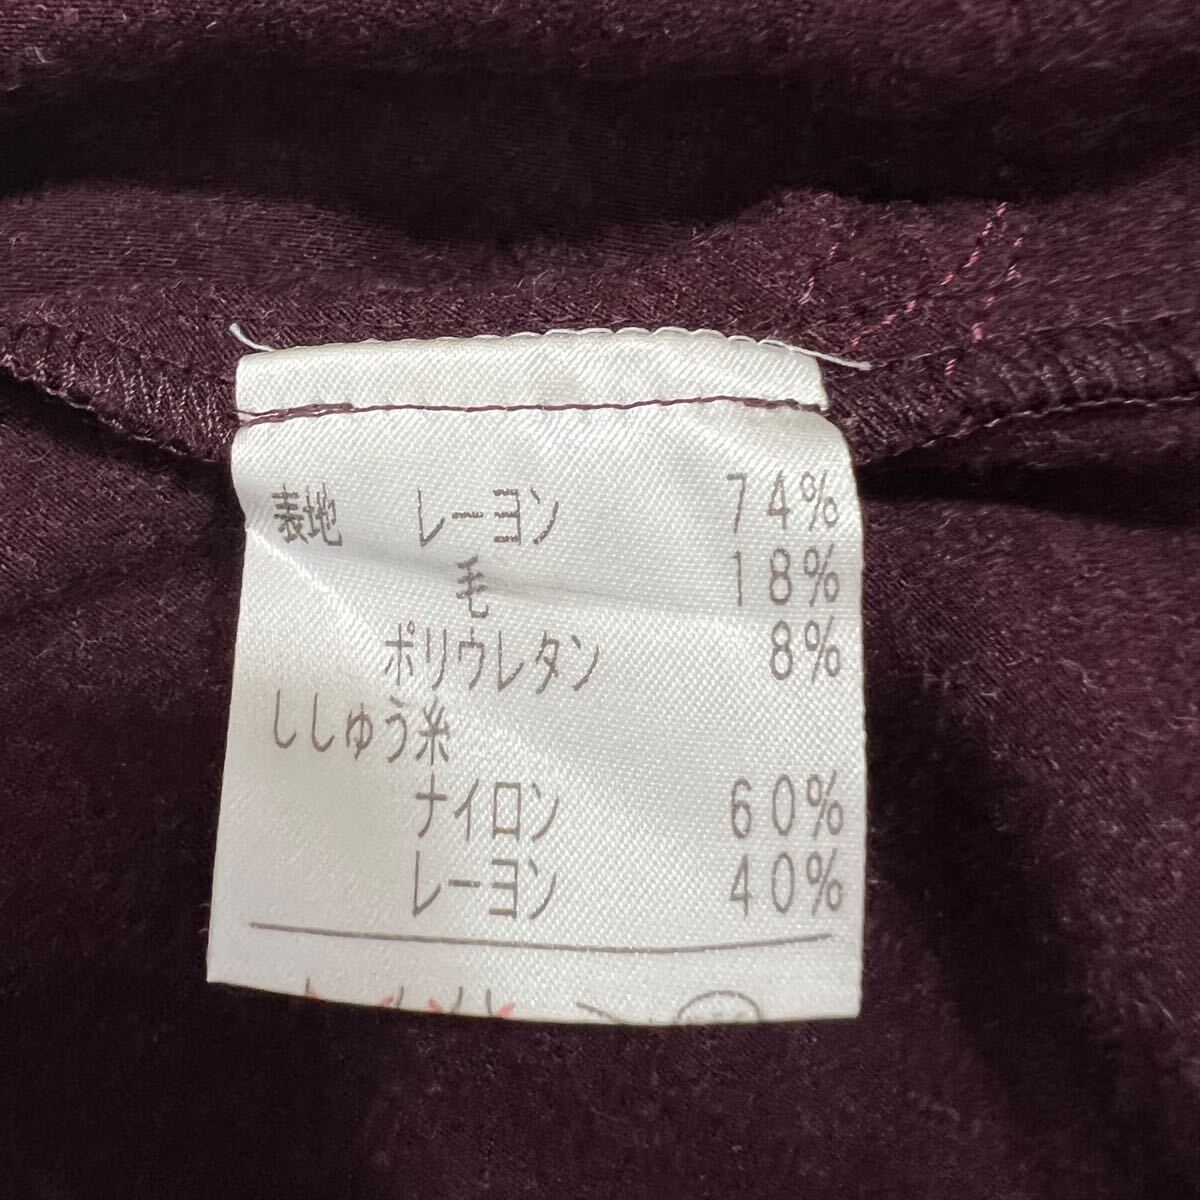 表地 レーヨン 74%
毛 18%
ポリウレタン 8%
ししゅう糸
ナイロン 60%
レーヨン 40%